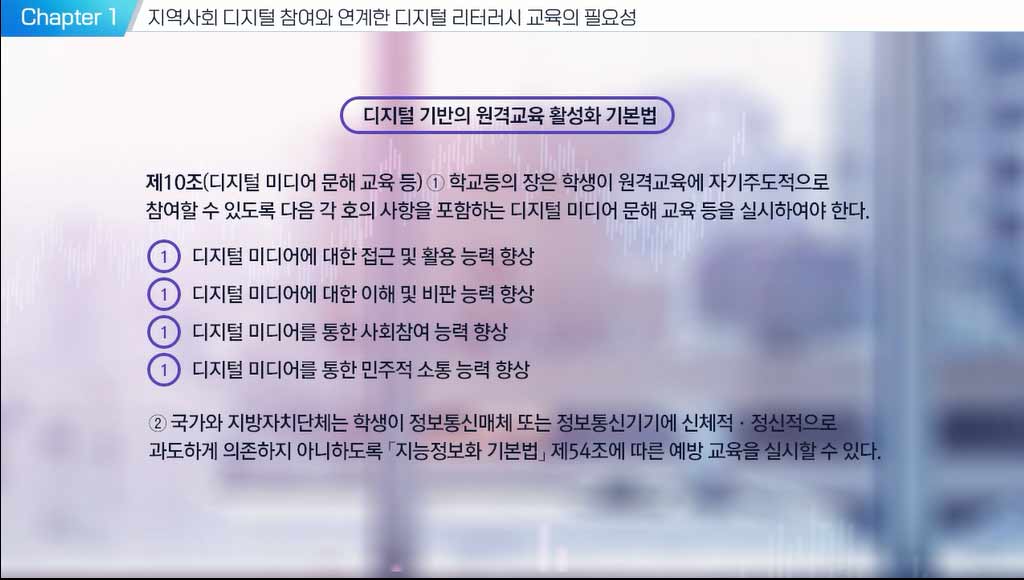 Chapter 1 지역사회 디지털 참여와 연계한 디지털 리터러시 교육의 필요성
디지털 기반의 원격교육 활성화 기본법
제10조(디지털 미디어 문해 교육 등) ① 학교등의 장은 학생이 원격교육에 자기주도적으로
참여할 수 있도록 다음 각 호의 사항을 포함하는 디지털 미디어 문해 교육 등을 실시하여야 한다.
1 디지털 미디어에 대한 접근 및 활용 능력 향상
1 디지털 미디어에 대한 이해 및 비판 능력 향상
1 디지털 미디어를 통한 사회참여 능력 향상
1 디지털 미디어를 통한 민주적 소통 능력 향상
② 국가와 지방자치단체는 학생이 정보통신매체 또는 정보통신기기에 신체적 · 정신적으로
과도하게 의존하지 아니하도록 「지능정보화 기본법」 제54조에 따른 예방 교육을 실시할 수 있다.